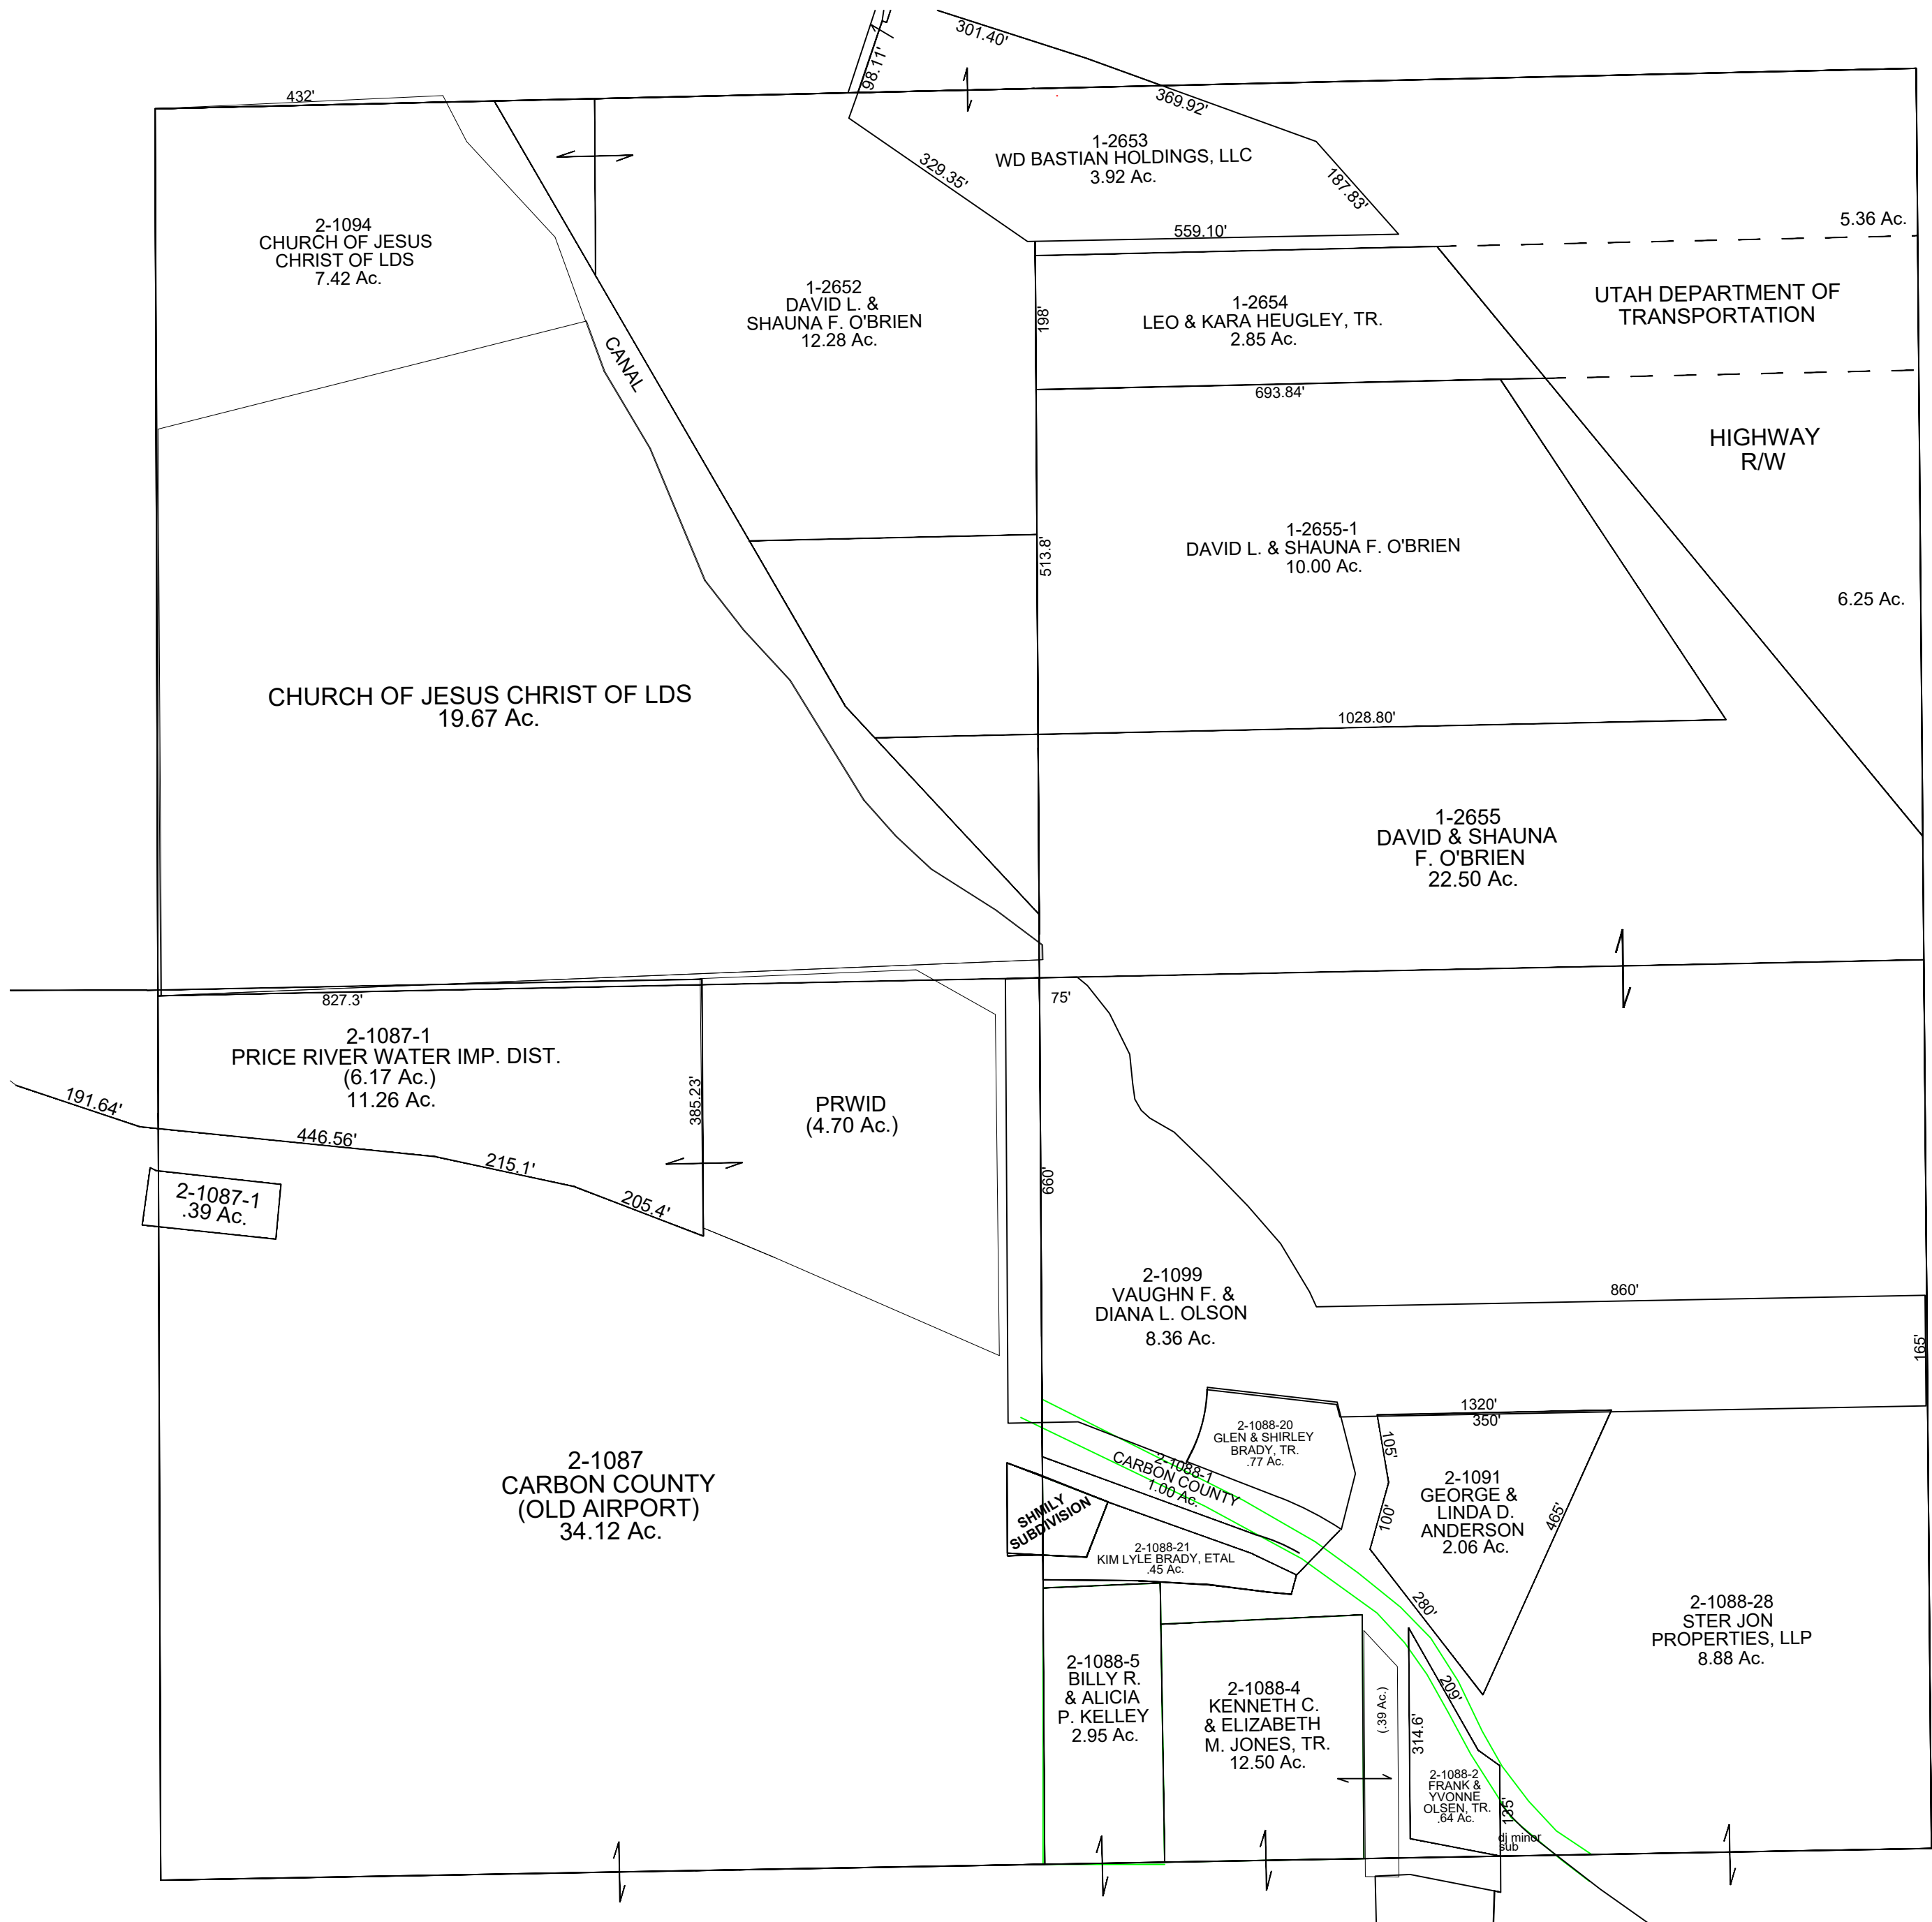 301.40'
98.11'
432'
369.92'
1-2653
WD BASTIAN HOLDINGS, LLC
3.92 Ac.
329.35'
187.83'
559.10'
5.36 Ac.
2-1094
CHURCH OF JESUS
CHRIST OF LDS
7.42 Ac.
1-2652
DAVID L. &
SHAUNA F. O'BRIEN
12.28 Ac.
198'
1-2654
LEO & KARA HEUGLEY, TR.
2.85 Ac.
UTAH DEPARTMENT OF
TRANSPORTATION
CANAL
693.84'
HIGHWAY
R/W
513.8'
1-2655-1
DAVID L. & SHAUNA F. O'BRIEN
10.00 Ac.
6.25 Ac.
CHURCH OF JESUS CHRIST OF LDS
19.67 Ac.
1028.80'
1-2655
DAVID & SHAUNA
F. O'BRIEN
22.50 Ac.
827.3'
75'
2-1087-1
PRICE RIVER WATER IMP. DIST.
(6.17 Ac.)
11.26 Ac.
191.64'
446.56'
215.1'
205.4'
385.23'
PRWID
(4.70 Ac.)
660'
2-1087-1
.39 Ac.
2-1099
VAUGHN F. &
DIANA L. OLSON
8.36 Ac.
860'
165'
1320'
350'
2-1088-20
GLEN & SHIRLEY
BRADY, TR.
.77 Ac.
2-1088-1
CARBON COUNTY
1.00 Ac.
105'
100'
2-1091
GEORGE &
LINDA D.
ANDERSON
2.06 Ac.
465'
280'
2-1087
CARBON COUNTY
(OLD AIRPORT)
34.12 Ac.
SHMILY
SUBDIVISION
2-1088-21
KIM LYLE BRADY, ETAL
.45 Ac.
2-1088-28
STER JON
PROPERTIES, LLP
8.88 Ac.
2-1088-5
BILLY R.
& ALICIA
P. KELLEY
2.95 Ac.
2-1088-4
KENNETH C.
& ELIZABETH
M. JONES, TR.
12.50 Ac.
(.39 Ac.)
314.6'
209'
2-1088-2
FRANK &
YVONNE
OLSEN, TR.
.64 Ac.
135'
dj minor
sub